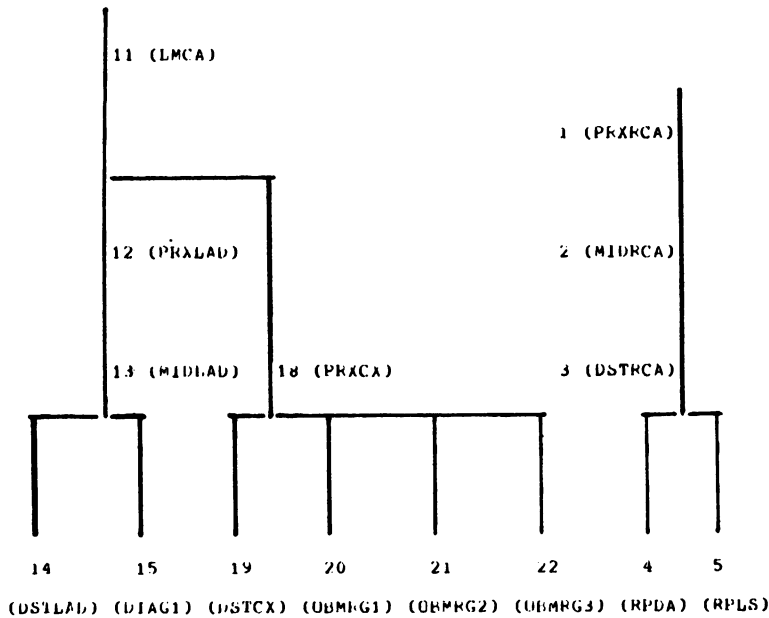 11 (LMCA)
1 (PRXRCA)
12 (PRXLAD)
2 (MIDRCA)
13 (MIDLAD)
18 (PRXCX)
3 (DSTRCA)
14 15 19 20 21 22 4 5
(DSTLAD) (DIAG1) (DSTCX) (OBMRG1) (OBMRG2) (OBMRG3) (RPDA) (RPLS)